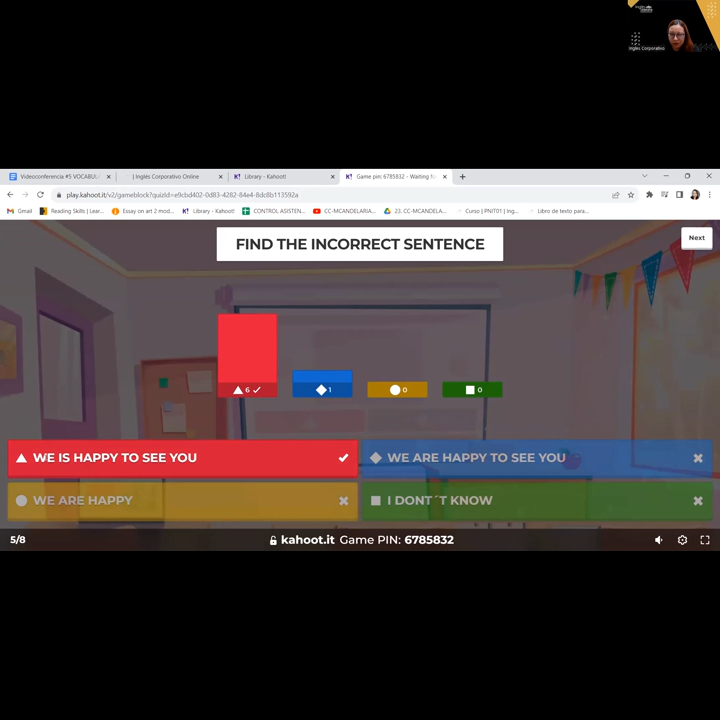 Inglés Corporativo
Videoconferencia #5 VOCABUL
| Inglés Corporativo Online
Library - Kahoot!
Game pin: 6785832 - Waiting f
play.kahoot.it/v2/gameblock?quizId=e9cbd402-0d83-4282-84e4-8dc8b113592a
Gmail
Reading Skills | Lear...
Essay on art 2 mod...
Library - Kahoot!
CONTROL ASISTEN...
CC-MCANDELARIA...
23. CC-MCANDELA...
Curso | PNIT01 | Ing...
Libro de texto para...
FIND THE INCORRECT SENTENCE
Next
6
1
0
0
WE IS HAPPY TO SEE YOU
WE ARE HAPPY TO SEE YOU
WE ARE HAPPY
I DONT´T KNOW
5/8
kahoot.it Game PIN: 6785832